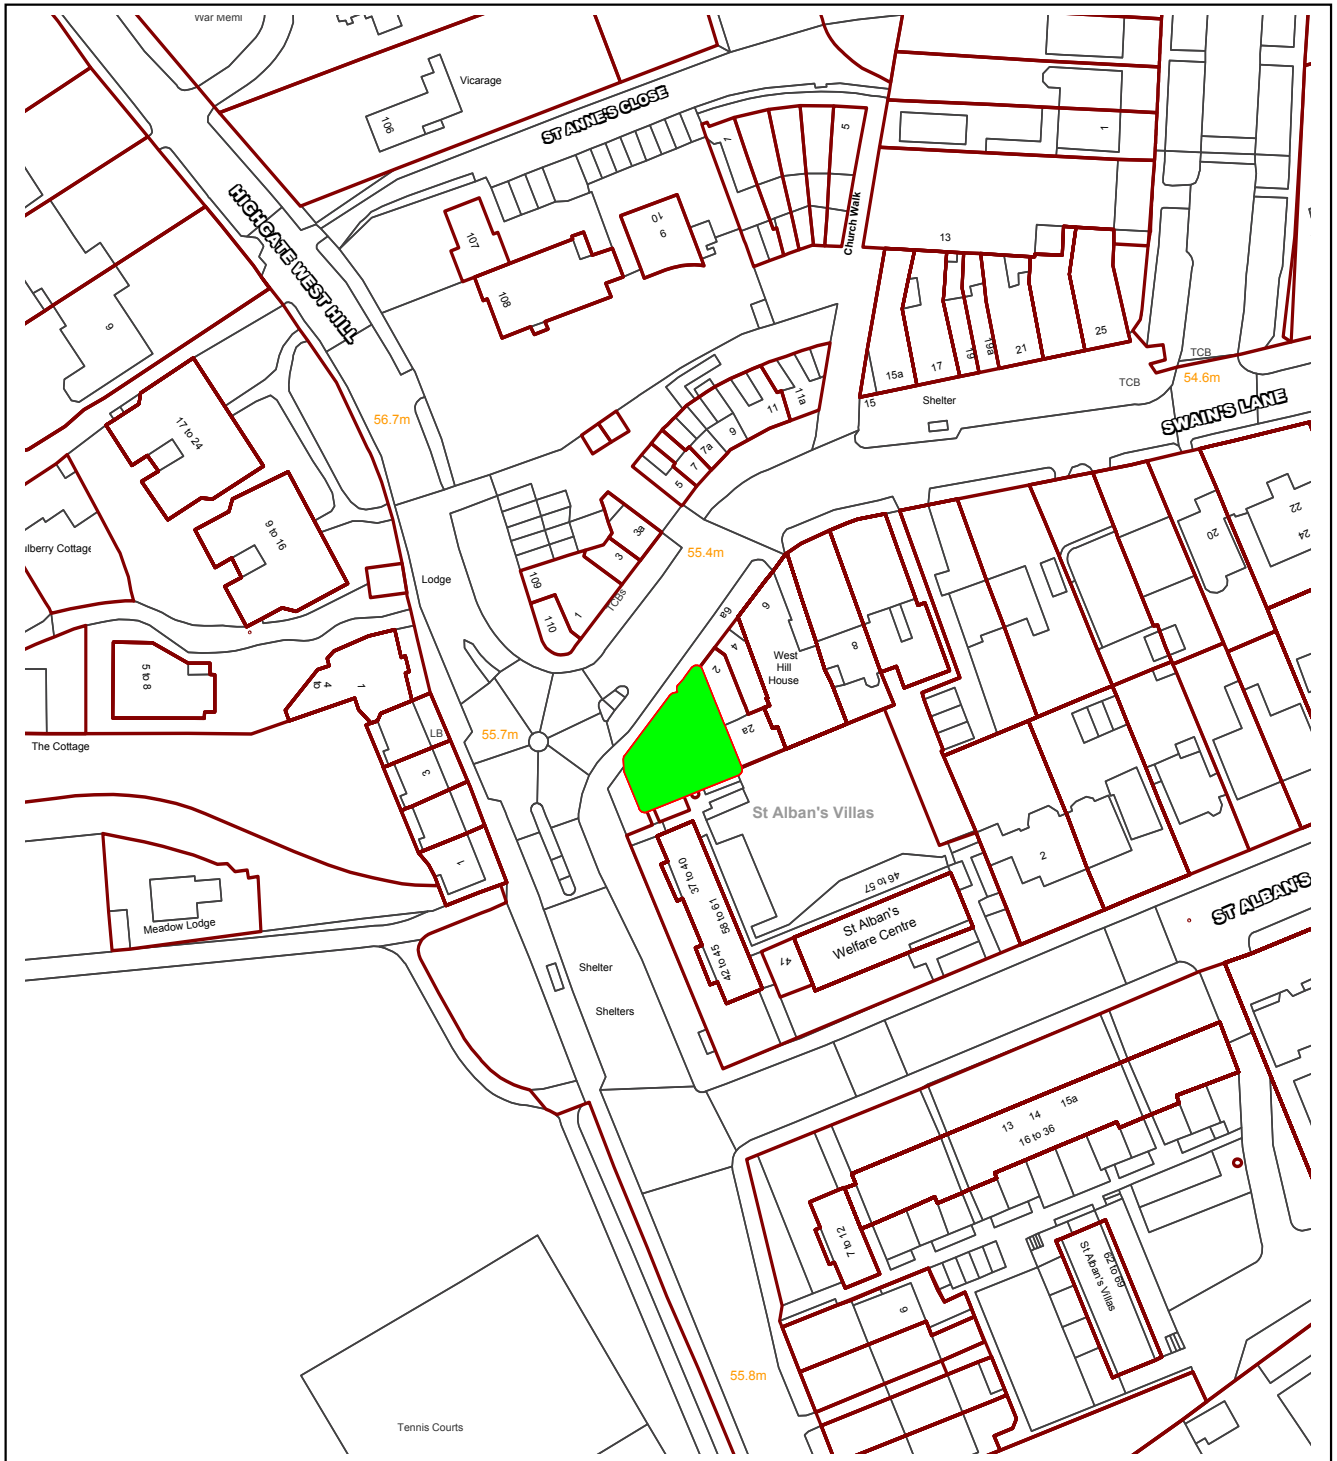 War Meml
Vicarage
106
ST ANNE'S CLOSE
HIGHGATE WEST HILL
107
108
10
9
7
5
Church Walk
1
13
15a
17
19
19a
21
25
15
Shelter
TCB
TCB
54.6m
SWAIN'S LANE
9
56.7m
17 to 24
9 to 16
ulberry Cottage
Lodge
11a
11
9
7a
7
5
3a
3
109
110
1
TCBs
55.4m
6a
6
4
2
2a
West
Hill
House
8
20
22
24
5 to 8
The Cottage
1
to 4
LB
3
1
55.7m
St Alban's Villas
Meadow Lodge
37 to 40
58 to 61
42 to 45
46 to 57
St Alban's
Welfare Centre
41
2
ST ALBAN'S
Shelter
Shelters
13
14
15a
16 to 36
7 to 12
62 to 69
St Alban's Villas
6
55.8m
Tennis Courts